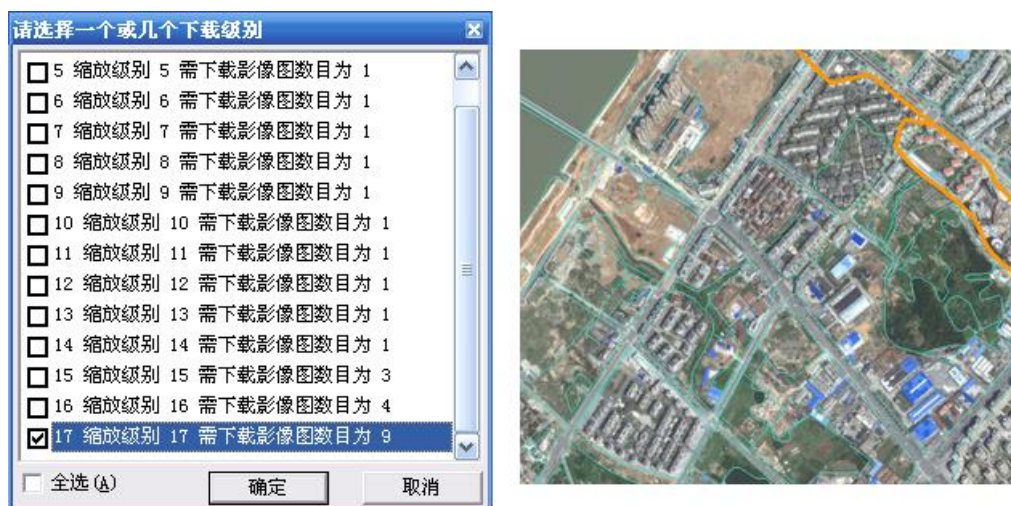 请选择一个或几个下载级别
5 缩放级别 5 需下载影像图数目为 1
6 缩放级别 6 需下载影像图数目为 1
7 缩放级别 7 需下载影像图数目为 1
8 缩放级别 8 需下载影像图数目为 1
9 缩放级别 9 需下载影像图数目为 1
10 缩放级别 10 需下载影像图数目为 1
11 缩放级别 11 需下载影像图数目为 1
12 缩放级别 12 需下载影像图数目为 1
13 缩放级别 13 需下载影像图数目为 1
14 缩放级别 14 需下载影像图数目为 1
15 缩放级别 15 需下载影像图数目为 3
16 缩放级别 16 需下载影像图数目为 4
17 缩放级别 17 需下载影像图数目为 9
全选(A) 确定 取消